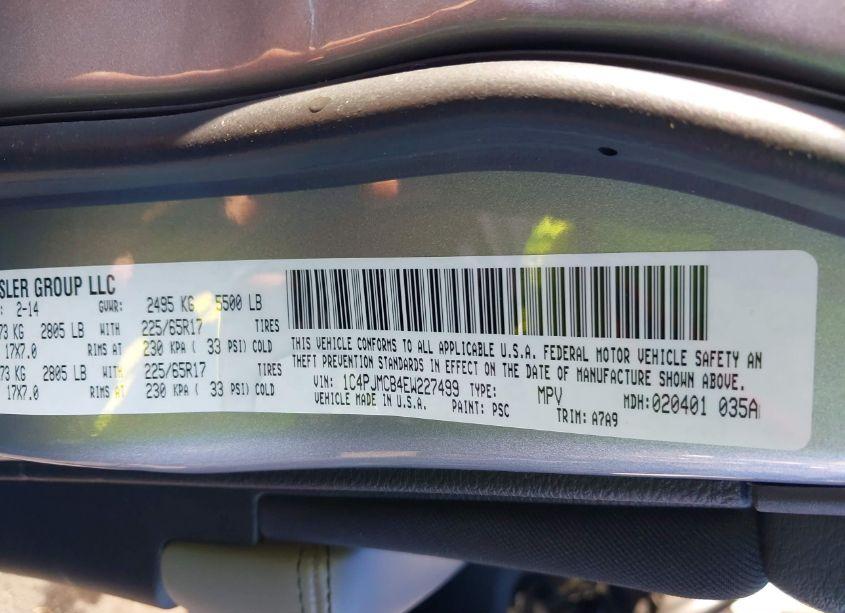 SLER GROUP LLC
: 2-14 GVWR: 2495 KG 5500 LB
73 KG 2805 LB WITH 225/65R17 TIRES
17X7.0 RIMS AT 230 KPA ( 33 PSI) COLD
73 KG 2805 LB WITH 225/65R17 TIRES
17X7.0 RIMS AT 230 KPA ( 33 PSI) COLD
THIS VEHICLE CONFORMS TO ALL APPLICABLE U.S.A. FEDERAL MOTOR VEHICLE SAFETY AN
THEFT PREVENTION STANDARDS IN EFFECT ON THE DATE OF MANUFACTURE SHOWN ABOVE.
VIN: 1C4PJMCB4EW227499 TYPE: MPV MDH:020401 035A
VEHICLE MADE IN U.S.A. PAINT: PSC TRIM: A7A9